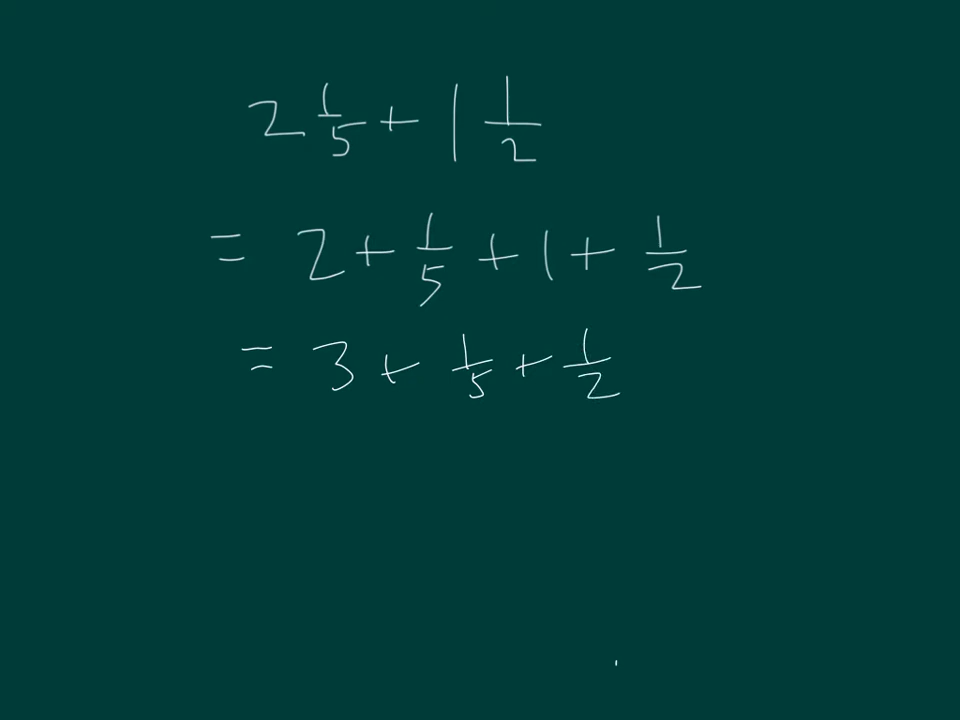 2 1/5 + 1 1/2
= 2 + 1/5 + 1 + 1/2
= 3 + 1/5 + 1/2